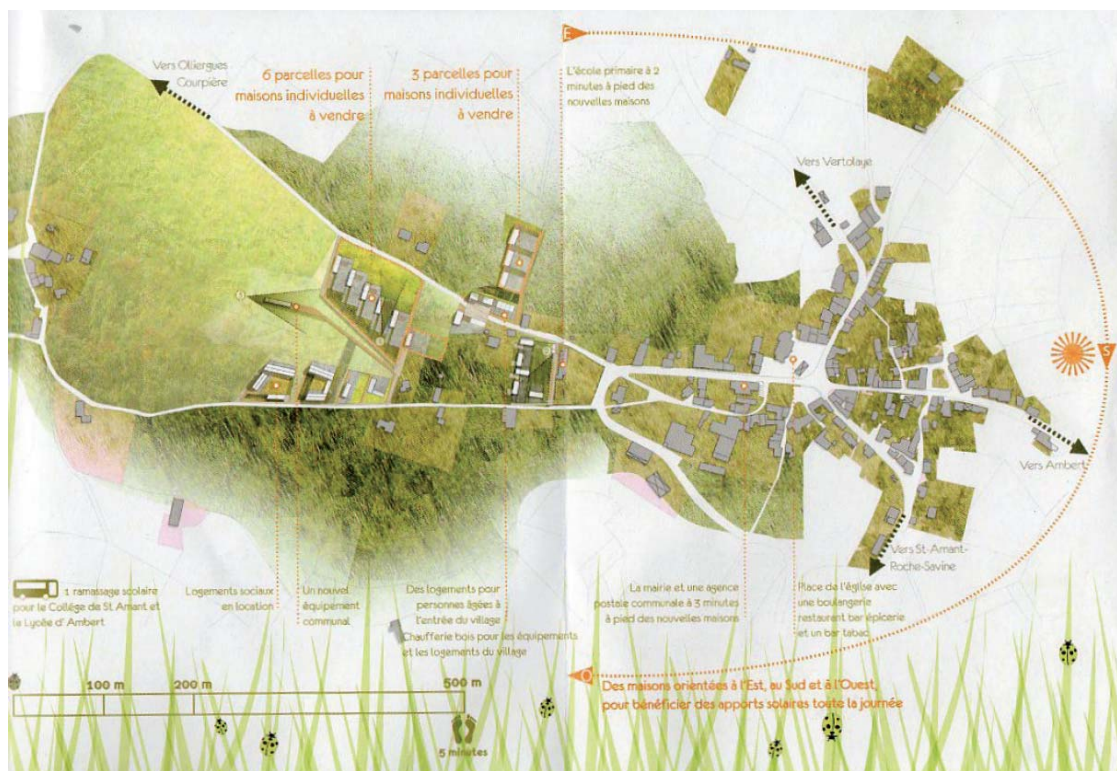 Vers Olliergues
Courpière
6 parcelles pour
maisons individuelles
à vendre
3 parcelles pour
maisons individuelles
à vendre
E
L'école primaire à 2
minutes à pied des
nouvelles maisons
Vers Vertolaye
S
Vers Ambert
Vers St-Amant-
Roche-Savine
1 ramassage scolaire
pour le Collège de St Amant et
le Lycée d'Ambert
Logements sociaux
en location
Un nouvel
équipement
communal
Des logements pour
personnes âgées à
l'entrée du village
Chaufferie bois pour les équipements
et les logements du village
La mairie et une agence
postale communale à 3 minutes
à pied des nouvelles maisons
Place de l'église avec
une boulangerie
restaurant bar épicerie
et un bar tabac
100 m
200 m
500 m
5 minutes
O
Des maisons orientées à l'Est, au Sud et à l'Ouest,
pour bénéficier des apports solaires toute la journée